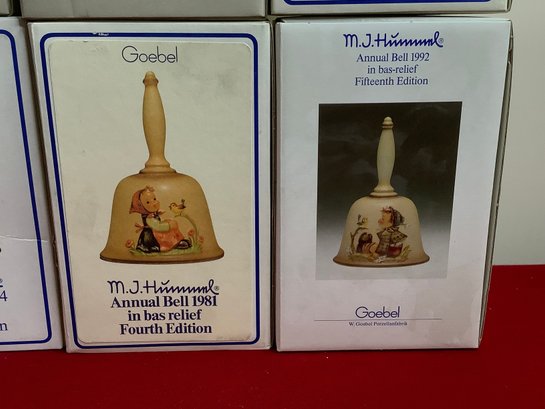 Goebel
M.J.Hummel®
Annual Bell 1981
in bas relief
Fourth Edition
M.J.Hummel®
Annual Bell 1992
in bas-relief
Fifteenth Edition
Goebel
W. Goebel Porzellanfabrik
4
n